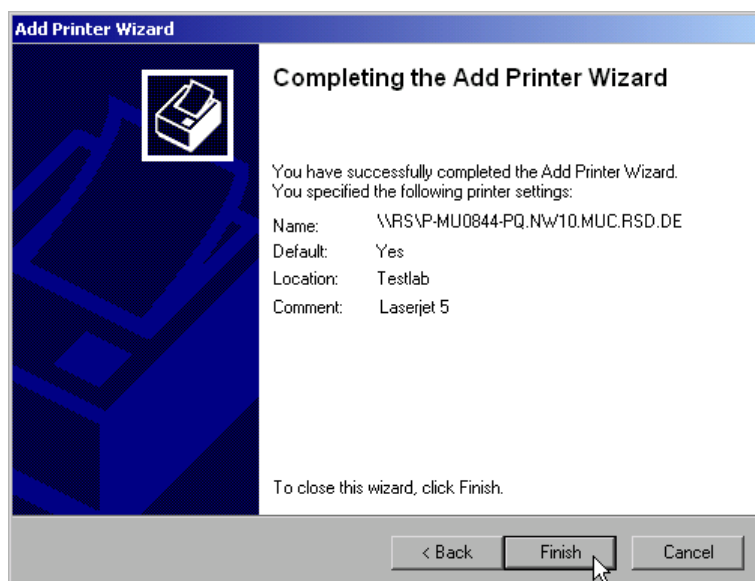 Add Printer Wizard
Completing the Add Printer Wizard
You have successfully completed the Add Printer Wizard.
You specified the following printer settings:
Name: \\RS\P-MU0844-PQ.NW10.MUC.RSD.DE
Default: Yes
Location: Testlab
Comment: Laserjet 5
To close this wizard, click Finish.
< Back Finish Cancel